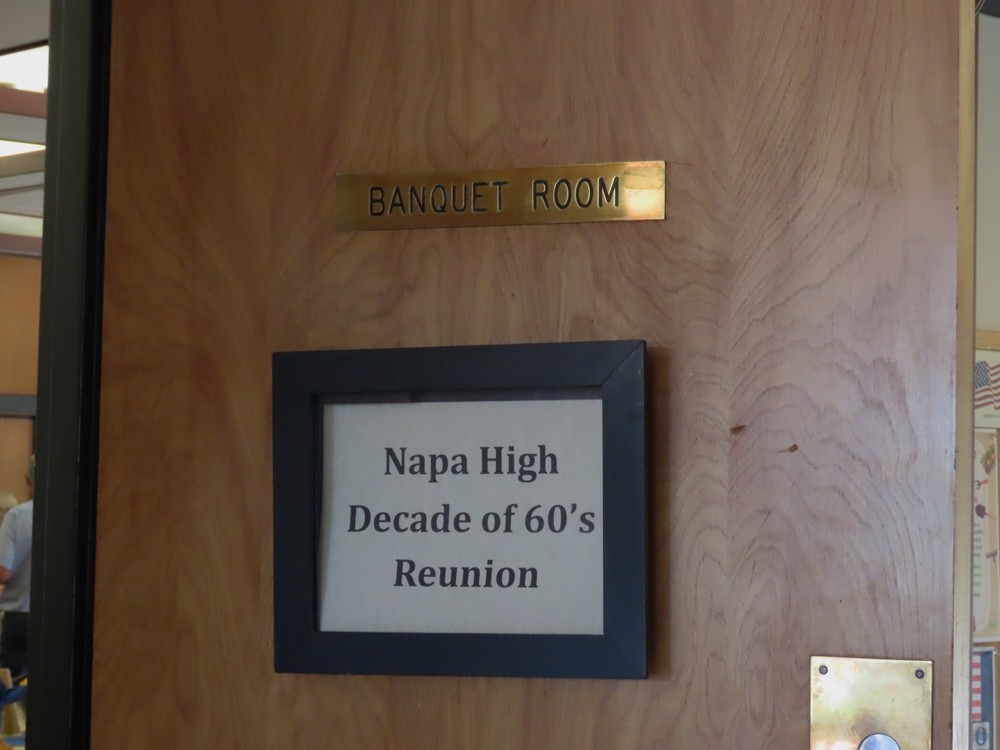 BANQUET ROOM
Napa High
Decade of 60's
Reunion